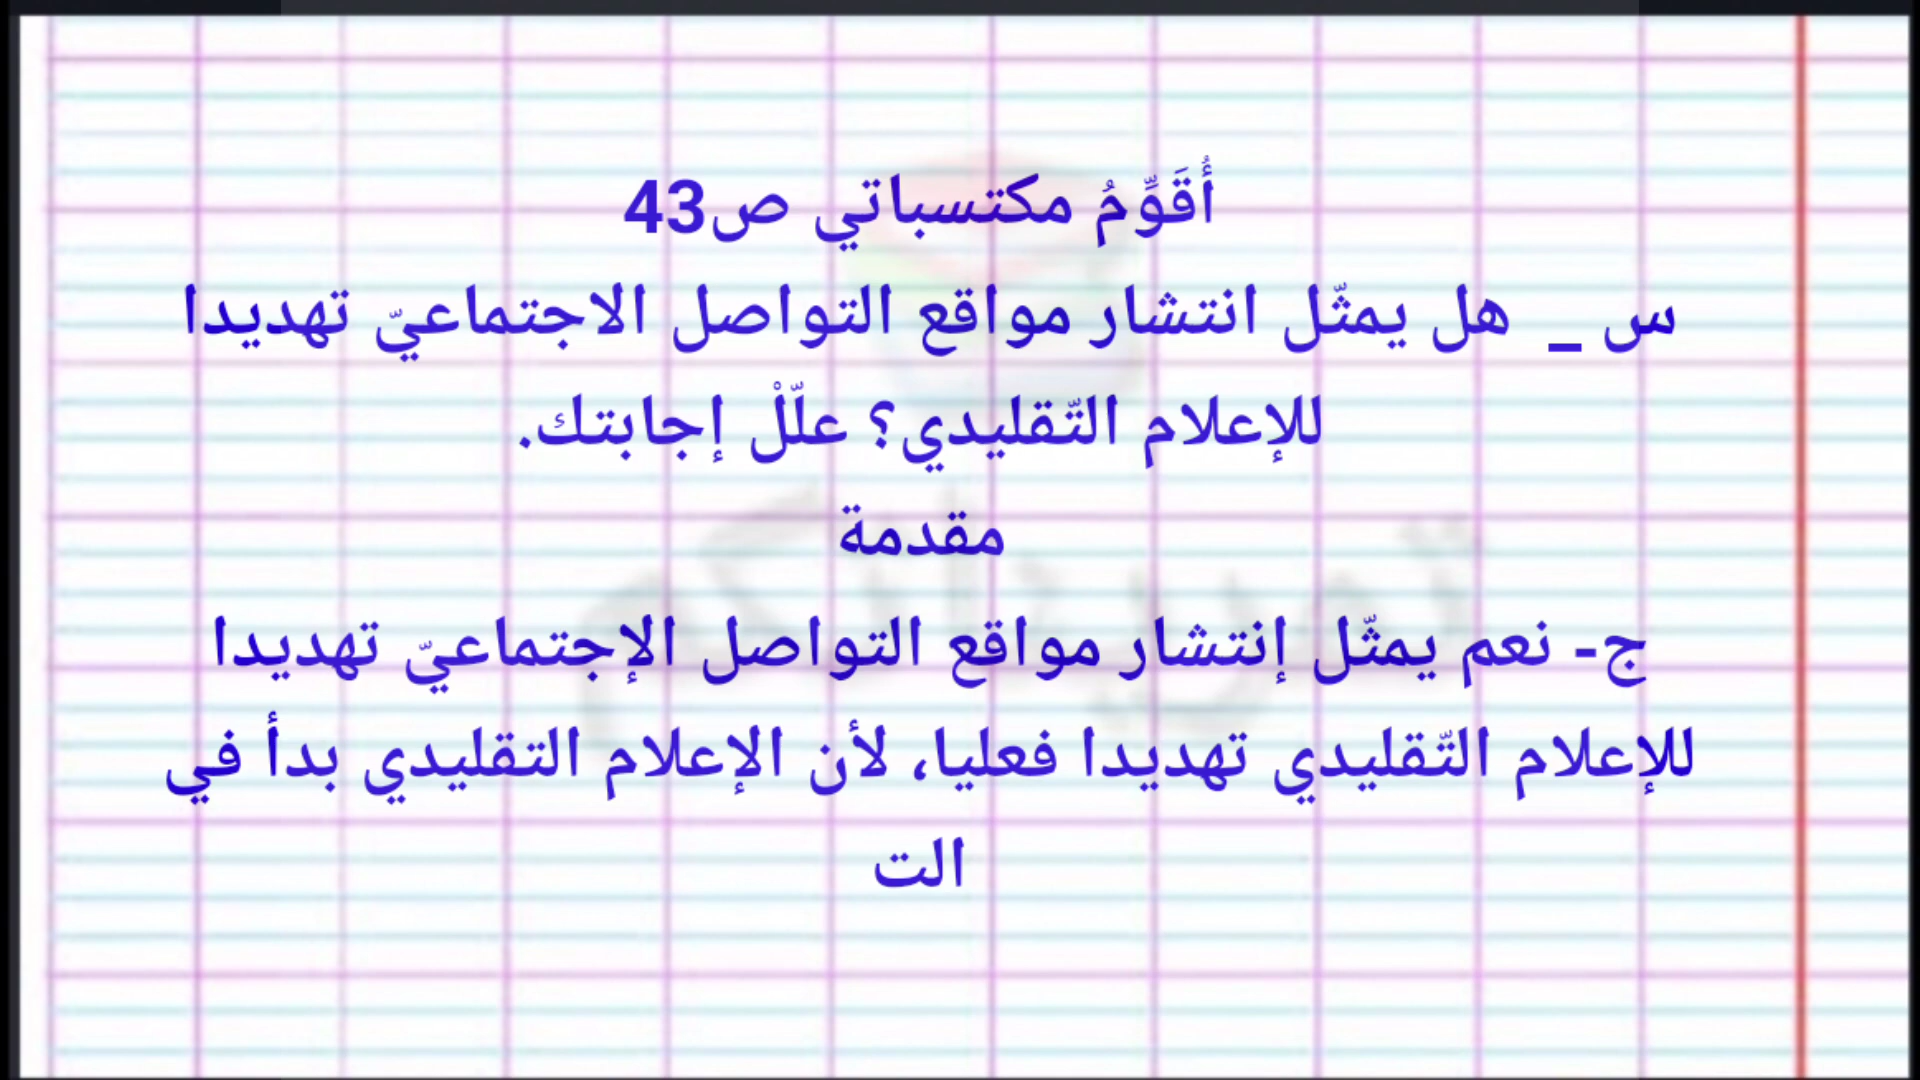 أُقَوِّمُ مكتسباتي ص43
س _ هل يمثّل انتشار مواقع التواصل الاجتماعيّ تهديدا
للإعلام التّقليدي؟ علّلْ إجابتك.
مقدمة
ج- نعم يمثّل إنتشار مواقع التواصل الإجتماعيّ تهديدا
للإعلام التّقليدي تهديدا فعليا، لأن الإعلام التقليدي بدأ في
الت